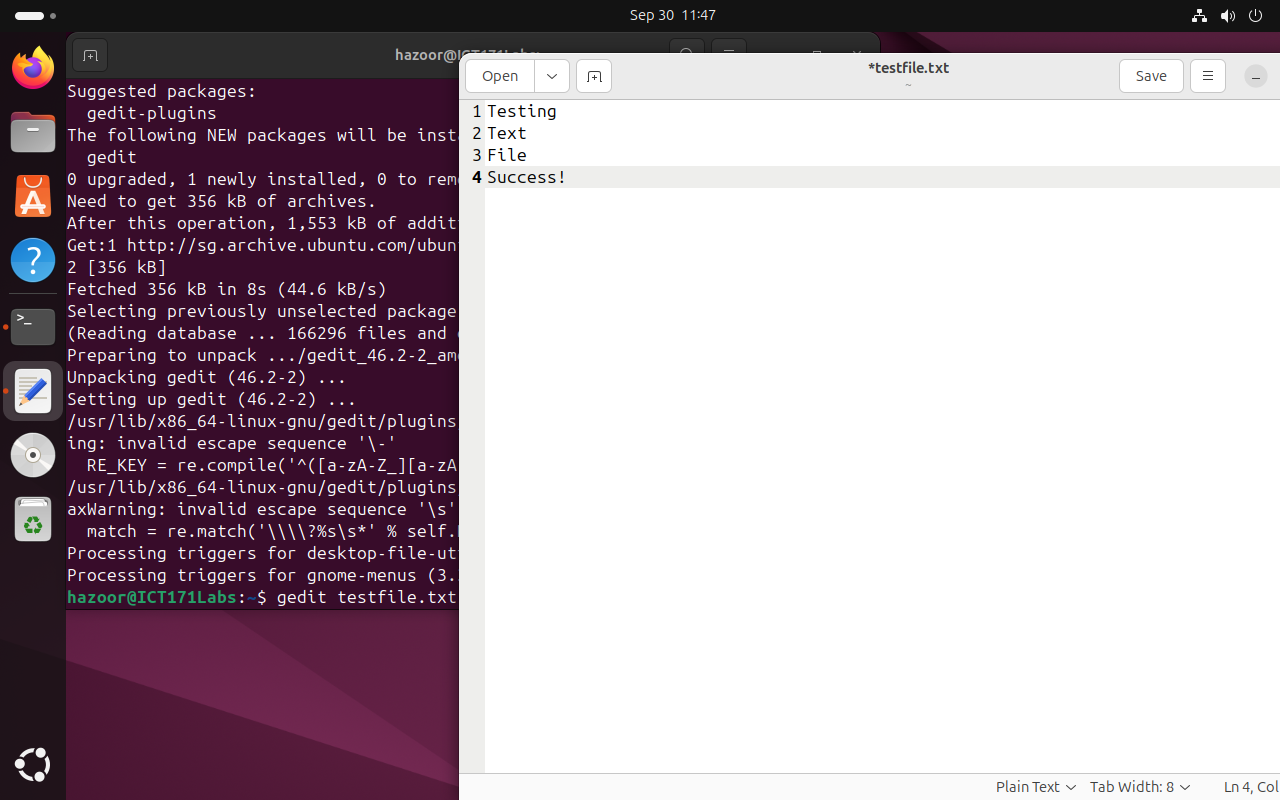 Sep 30 11:47
hazoor@ICT171Labs:
Suggested packages:
gedit-plugins
The following NEW packages will be
gedit
0 upgraded, 1 newly installed, 0 to
Need to get 356 kB of archives.
After this operation, 1,553 kB of
Get:1 http://sg.archive.ubuntu.com/
2 [356 kB]
Fetched 356 kB in 8s (44.6 kB/s)
Selecting previously unselected package
(Reading database ... 166296 files and
Preparing to unpack .../gedit_46.2-2_
Unpacking gedit (46.2-2) ...
Setting up gedit (46.2-2) ...
/usr/lib/x86_64-linux-gnu/gedit/plugins
ing: invalid escape sequence '\-'
RE_KEY = re.compile('^([a-zA-Z_][a-zA
/usr/lib/x86_64-linux-gnu/gedit/plugins
axWarning: invalid escape sequence '\s'
match = re.match('\\\\?%s\s*' % self.
Processing triggers for desktop-file-
Processing triggers for gnome-menus (3.
hazoor@ICT171Labs:~$ gedit testfile.txt
Open
*testfile.txt
~
Save
1 Testing
2 Text
3 File
4 Success!
Plain Text Tab Width: 8 Ln 4, Col